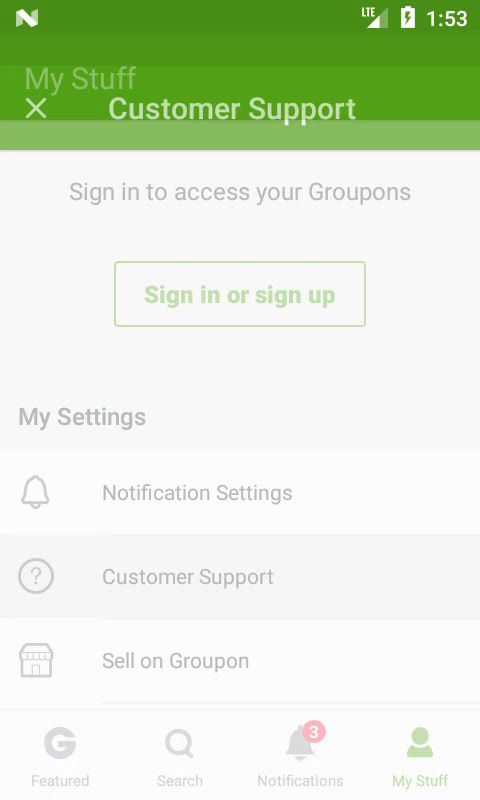 LTE
1:53
My Stuff
Customer Support
Sign in to access your Groupons
Sign in or sign up
My Settings
Notification Settings
?
Customer Support
Sell on Groupon
G
3
Featured
Search
Notifications
My Stuff